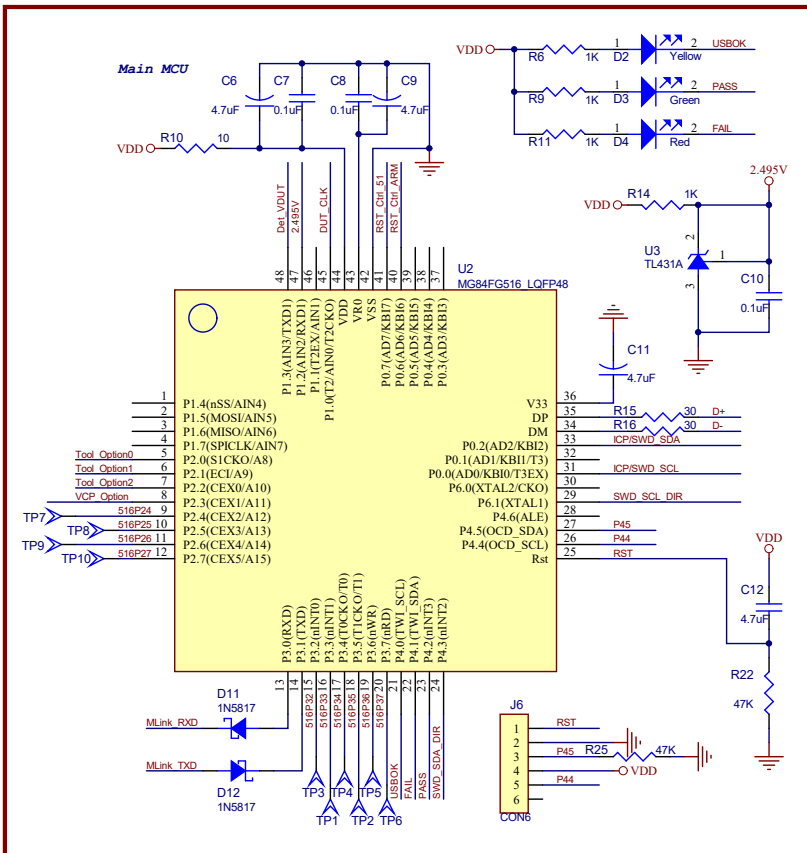 Main MCU
C6
4.7uF
C7
0.1uF
C8
0.1uF
C9
4.7uF
VDD
R10
10
VDD
R6
1K
1
D2
2
Yellow
USBOK
R9
1K
1
D3
2
Green
PASS
R11
1K
1
D4
2
Red
FAIL
2.495V
VDD
R14
1K
U3
TL431A
2
1
3
C10
0.1uF
Det_VDUT
2.495V
DUT_CLK
RST_Ctrl_51
RST_Ctrl_ARM
48
47
46
45
44
43
42
41
40
39
38
37
U2
MG84FG516_LQFP48
P1.3(AIN3/TXD1)
P1.2(AIN2/RXD1)
P1.1(T2EX/AIN1)
P1.0(T2/AIN0/T2CKO)
VDD
VR0
VSS
P0.7(AD7/KBI7)
P0.6(AD6/KBI6)
P0.5(AD5/KBI5)
P0.4(AD4/KBI4)
P0.3(AD3/KBI3)
C11
4.7uF
1 P1.4(nSS/AIN4)
2 P1.5(MOSI/AIN5)
3 P1.6(MISO/AIN6)
4 P1.7(SPICLK/AIN7)
Tool_Option0 5 P2.0(S1CKO/A8)
Tool_Option1 6 P2.1(ECI/A9)
Tool_Option2 7 P2.2(CEX0/A10)
VCP_Option 8 P2.3(CEX1/A11)
TP7 516P24 9 P2.4(CEX2/A12)
TP8 516P25 10 P2.5(CEX3/A13)
TP9 516P26 11 P2.6(CEX4/A14)
TP10 516P27 12 P2.7(CEX5/A15)
V33 36
DP 35 R15 30 D+
DM 34 R16 30 D-
P0.2(AD2/KBI2) 33 ICP/SWD_SDA
P0.1(AD1/KBI1/T3) 32
P0.0(AD0/KBI0/T3EX) 31 ICP/SWD_SCL
P6.0(XTAL2/CKO) 30
P6.1(XTAL1) 29 SWD_SCL_DIR
P4.6(ALE) 28
P4.5(OCD_SDA) 27 P45
P4.4(OCD_SCL) 26 P44
Rst 25 RST
VDD
C12
4.7uF
R22
47K
P3.0(RXD)
P3.1(TXD)
P3.2(nINT0)
P3.3(nINT1)
P3.4(T0CKO/T0)
P3.5(T1CKO/T1)
P3.6(nWR)
P3.7(nRD)
P4.0(TWI_SCL)
P4.1(TWI_SDA)
P4.2(nINT3)
P4.3(nINT2)
13
14
15
16
17
18
19
20
21
22
23
24
516P32
516P33
516P34
516P35
516P36
516P37
USBOK
FAIL
PASS
SWD_SDA_DIR
D11
1N5817
MLink_RXD
MLink_TXD
D12
1N5817
TP3
TP4
TP5
TP1
TP2
TP6
J6
1 RST
2
3 P45 R25 47K
4 VDD
5 P44
6
CON6